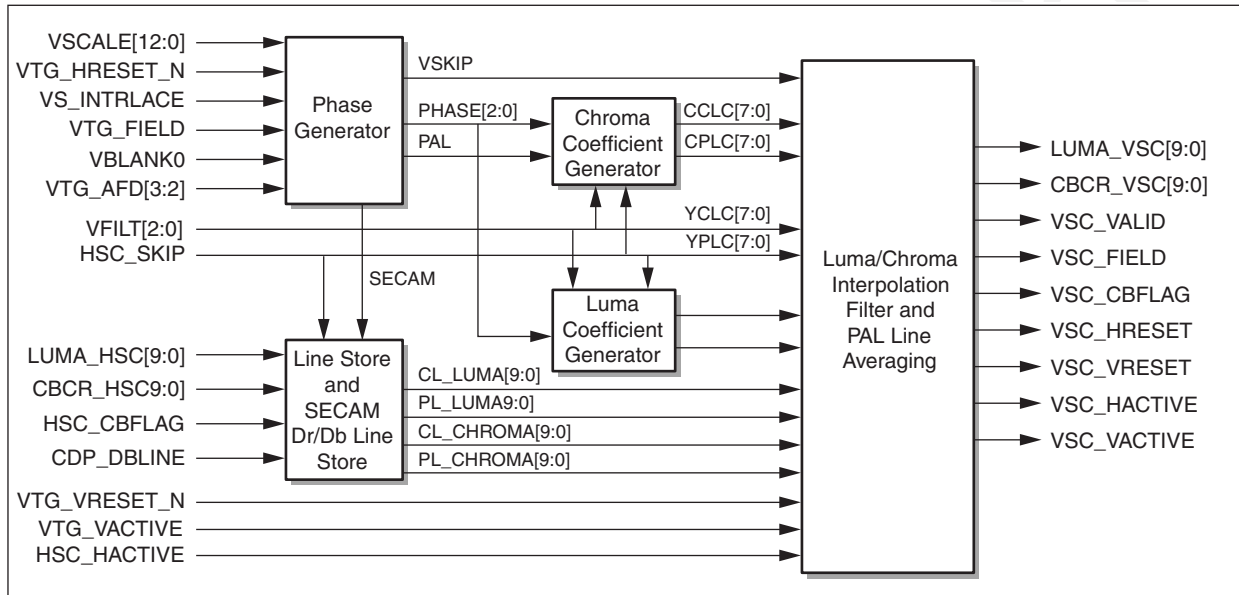 VSCALE[12:0]
VTG_HRESET_N
VS_INTRLACE
VTG_FIELD
VBLANK0
VTG_AFD[3:2]
VFILT[2:0]
HSC_SKIP
LUMA_HSC[9:0]
CBCR_HSC9:0]
HSC_CBFLAG
CDP_DBLINE
VTG_VRESET_N
VTG_VACTIVE
HSC_HACTIVE
Phase
Generator
SECAM
Line Store
and
SECAM
Dr/Db Line
Store
VSKIP
PHASE[2:0]
PAL
Chroma
Coefficient
Generator
CCLC[7:0]
CPLC[7:0]
YCLC[7:0]
YPLC[7:0]
Luma
Coefficient
Generator
CL_LUMA[9:0]
PL_LUMA9:0]
CL_CHROMA[9:0]
PL_CHROMA[9:0]
Luma/Chroma
Interpolation
Filter and
PAL Line
Averaging
LUMA_VSC[9:0]
CBCR_VSC[9:0]
VSC_VALID
VSC_FIELD
VSC_CBFLAG
VSC_HRESET
VSC_VRESET
VSC_HACTIVE
VSC_VACTIVE